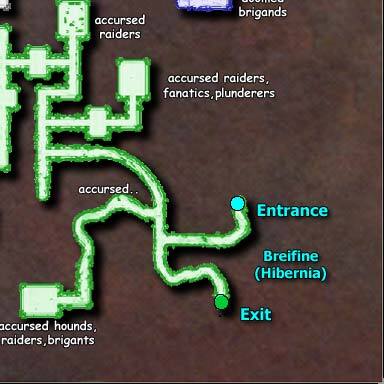 brigands
accursed
raiders
accursed raiders,
fanatics,plunderers
accursed..
Entrance
Breifine
(Hibernia)
Exit
accursed hounds,
raiders,brigants